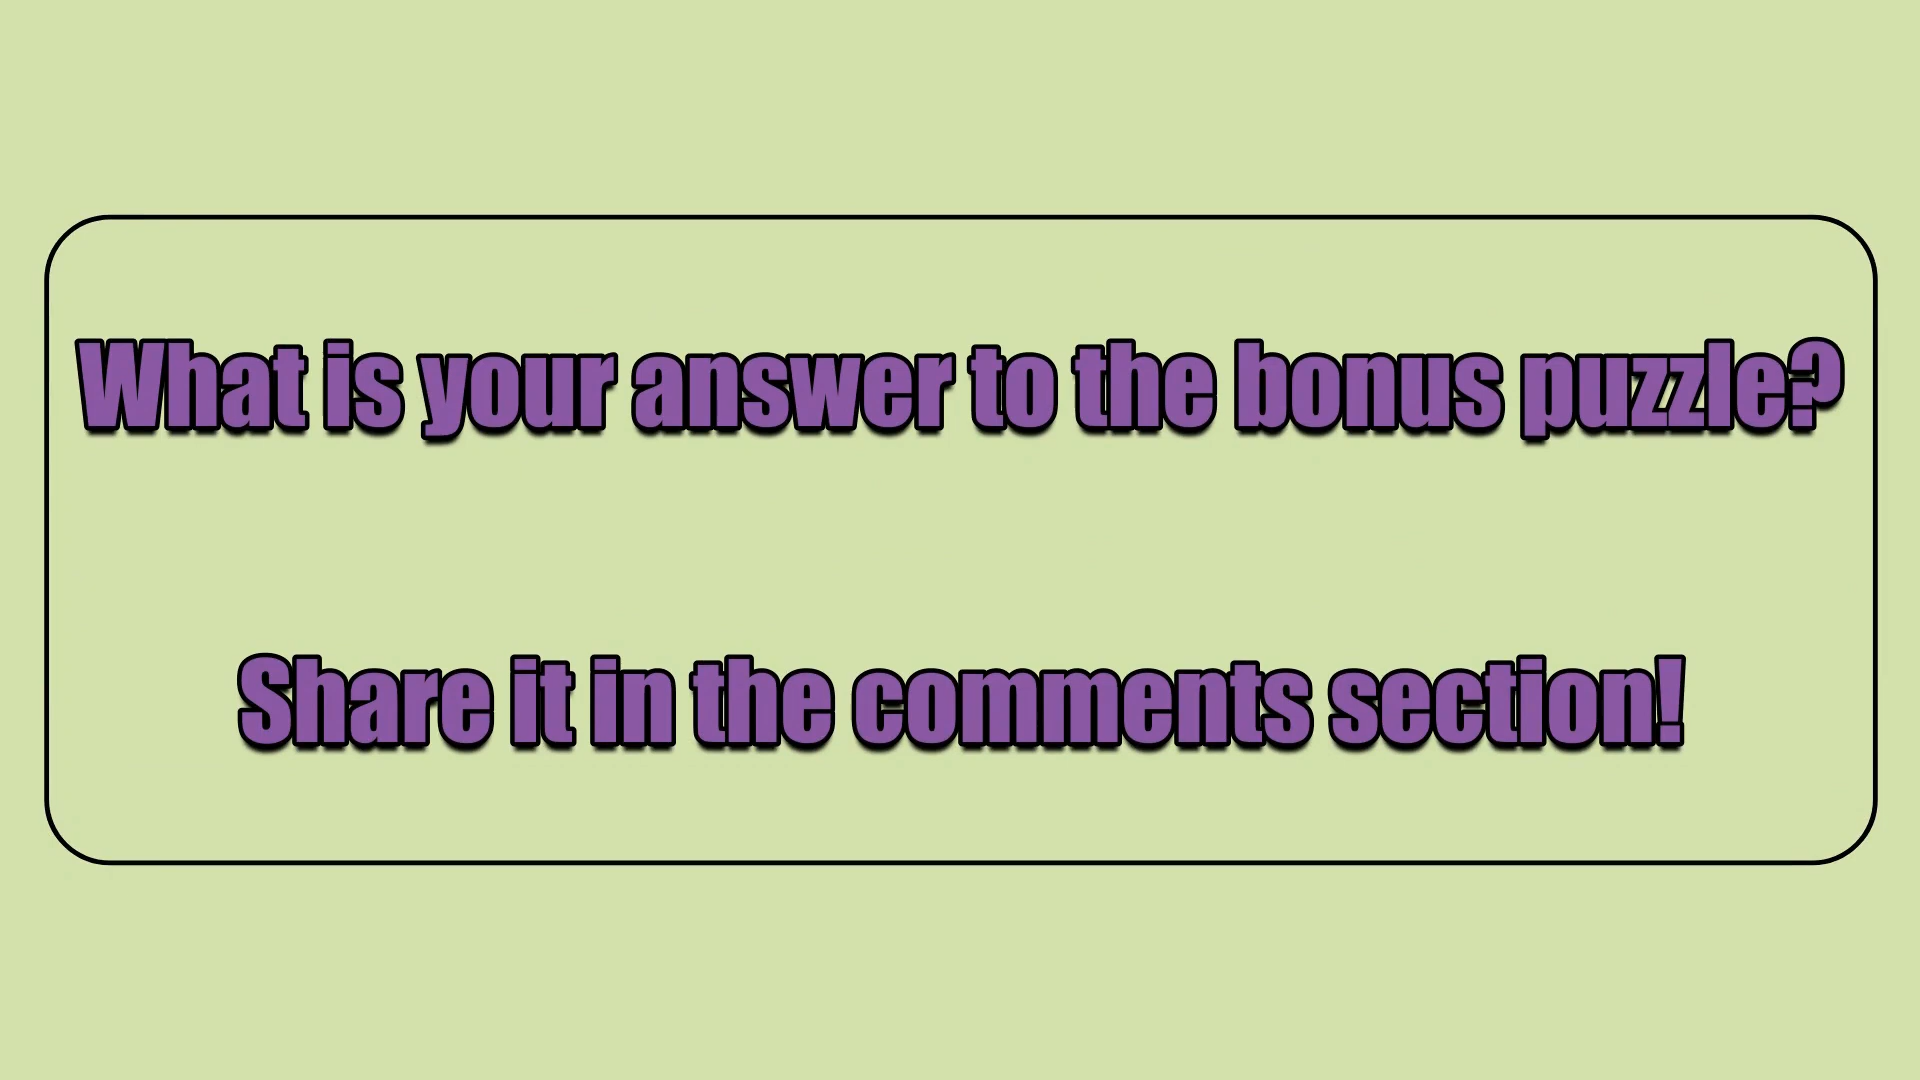 What is your answer to the bonus puzzle?
Share it in the comments section!